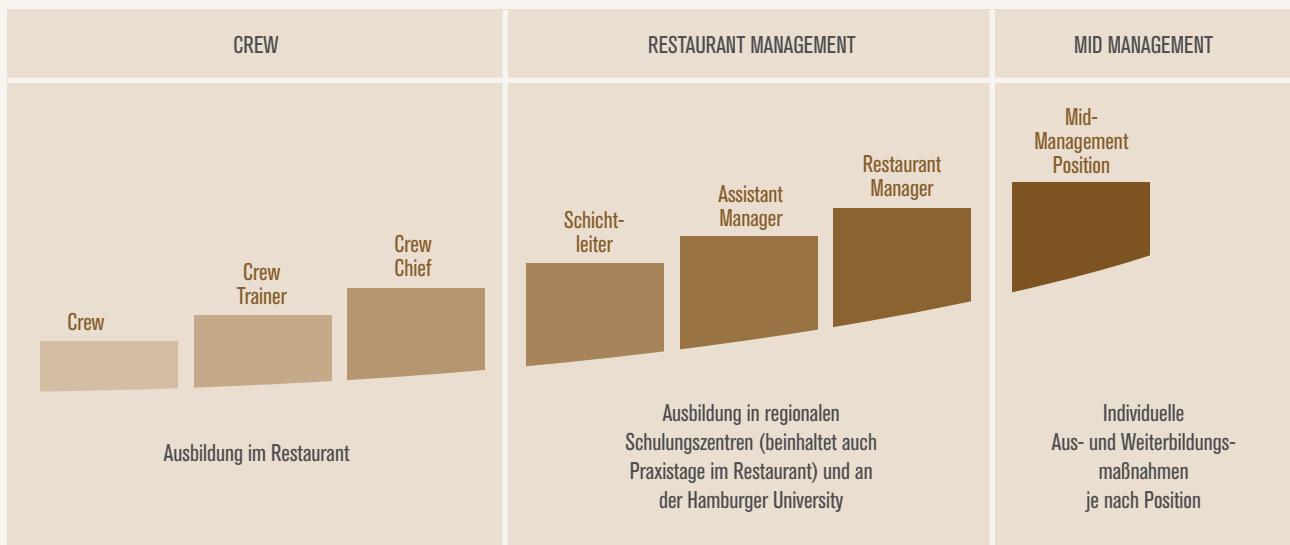 CREW
RESTAURANT MANAGEMENT
MID MANAGEMENT
Crew
Crew
Trainer
Crew
Chief
Schicht-
leiter
Assistant
Manager
Restaurant
Manager
Mid-
Management
Position
Ausbildung im Restaurant
Ausbildung in regionalen
Schulungszentren (beinhaltet auch
Praxistage im Restaurant) und an
der Hamburger University
Individuelle
Aus- und Weiterbildungs-
maßnahmen
je nach Position